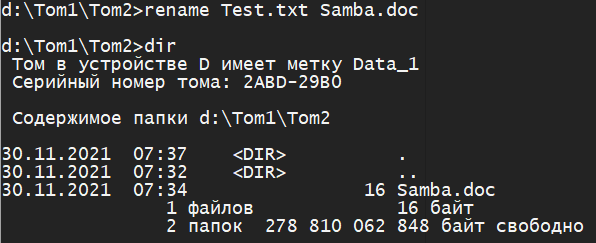 d:\Tom1\Tom2>rename Test.txt Samba.doc
d:\Tom1\Tom2>dir
Том в устройстве D имеет метку Data_1
Серийный номер тома: 2ABD-29B0
Содержимое папки d:\Tom1\Tom2
30.11.2021  07:37    <DIR>          .
30.11.2021  07:32    <DIR>          ..
30.11.2021  07:34                16 Samba.doc
1 файлов             16 байт
2 папок  278 810 062 848 байт свободно